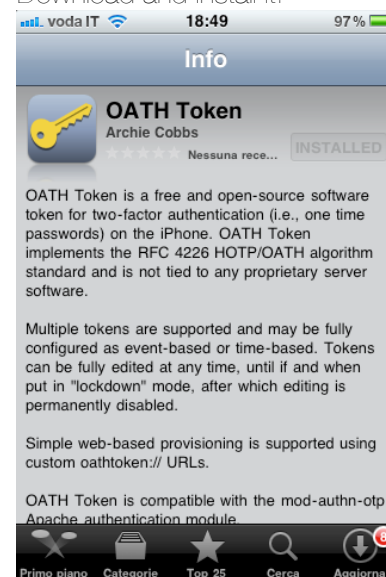 voda IT 18:49 97%
Info
OATH Token
Archie Cobbs
Nessuna rece...
INSTALLED
OATH Token is a free and open-source software
token for two-factor authentication (i.e., one time
passwords) on the iPhone. OATH Token
implements the RFC 4226 HOTP/OATH algorithm
standard and is not tied to any proprietary server
software.
Multiple tokens are supported and may be fully
configured as event-based or time-based. Tokens
can be fully edited at any time, until if and when
put in "lockdown" mode, after which editing is
permanently disabled.
Simple web-based provisioning is supported using
custom oathtoken:// URLs.
OATH Token is compatible with the mod-authn-otp
Apache authentication module.
8
Primo piano Categorie Top 25 Cerca Aggiorna